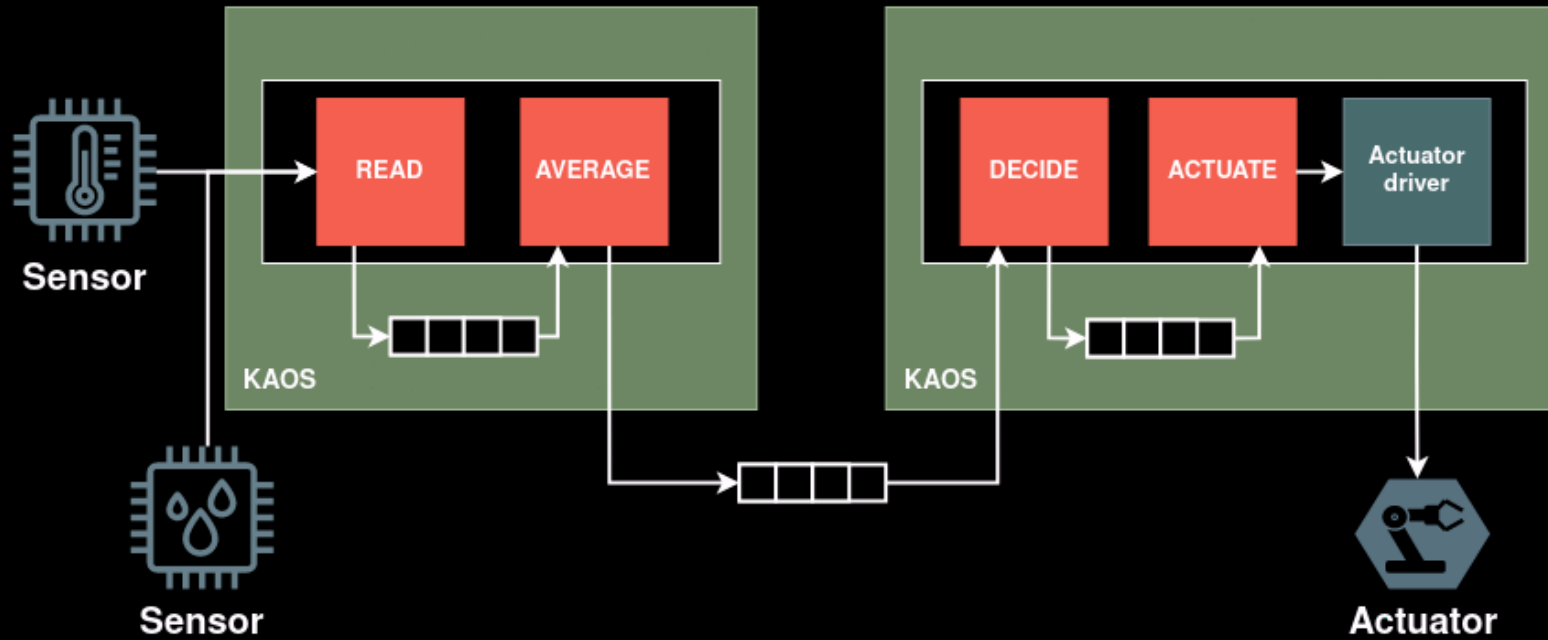 READ
AVERAGE
DECIDE
ACTUATE
Actuator
driver
Sensor
KAOS
KAOS
Sensor
Actuator